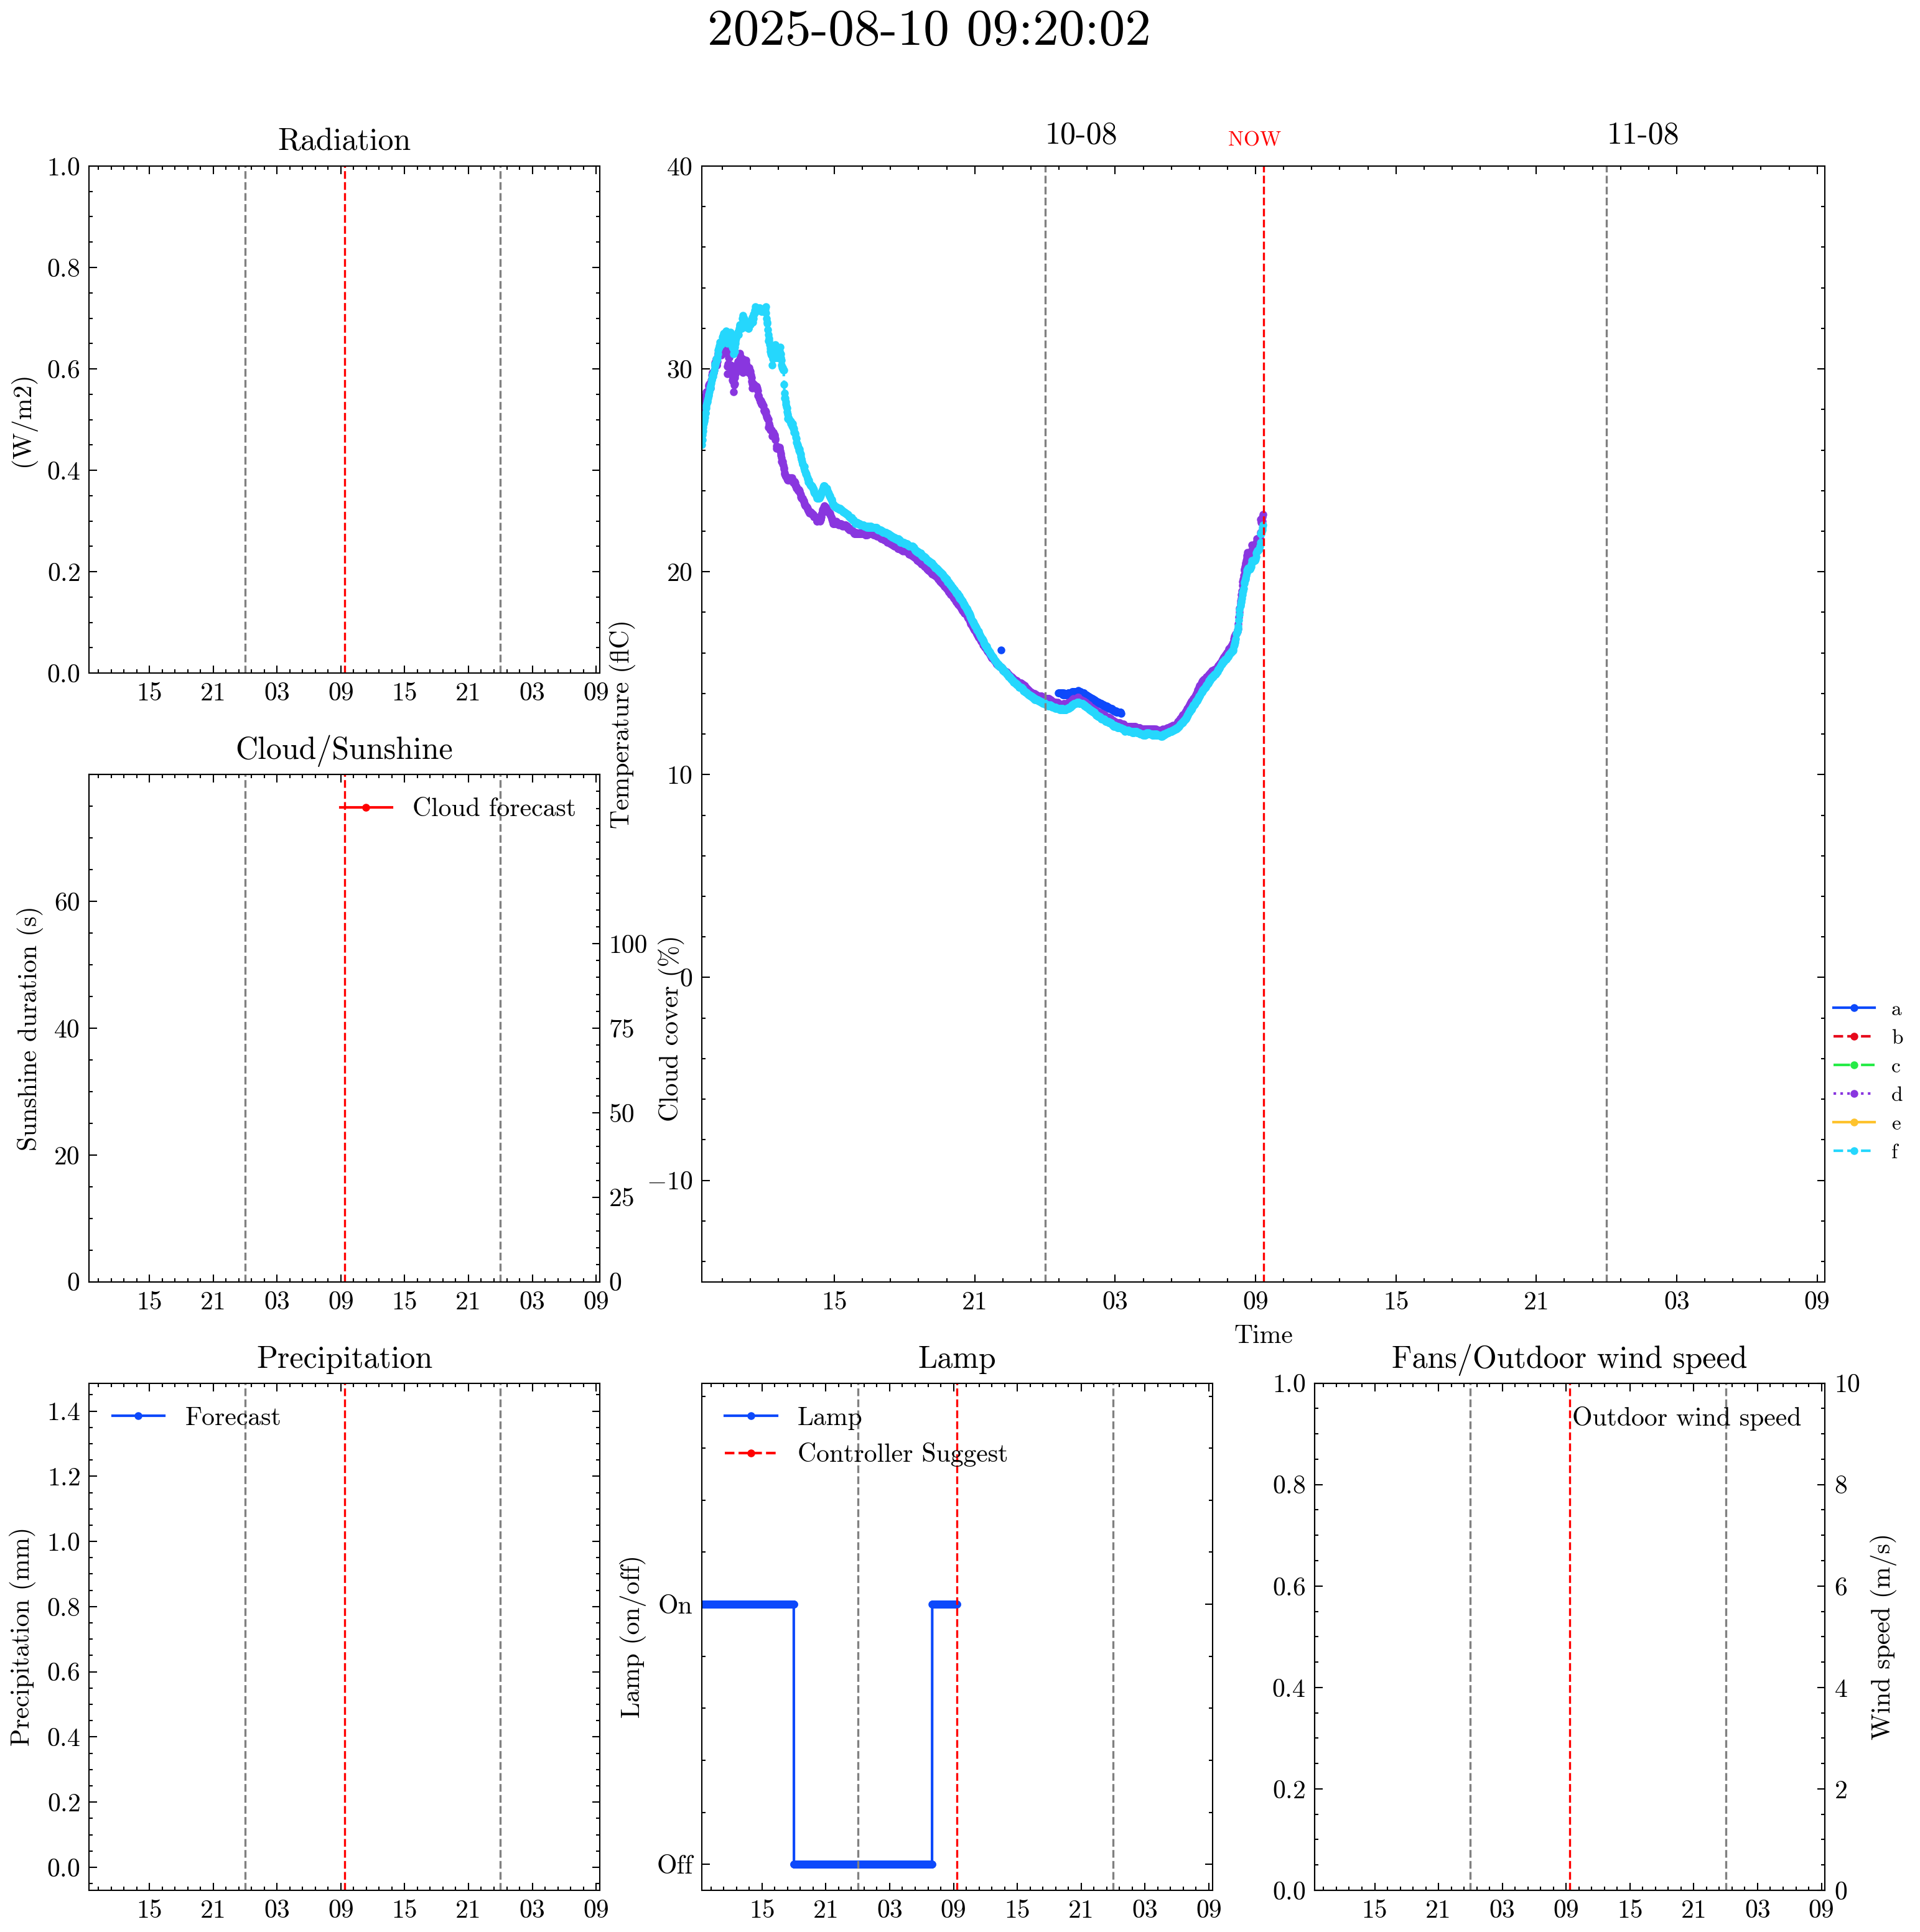 2025-08-10 09:20:02
Radiation
1.0
0.8
0.6
0.4
0.2
0.0
(W/m2)
15 21 03 09 15 21 03 09
10-08
NOW
11-08
40
30
20
10
0
−10
Temperature (flC)
15 21 03 09 15 21 03 09
Time
a
b
c
d
e
f
Cloud/Sunshine
Cloud forecast
60
40
20
0
Sunshine duration (s)
100
75
50
25
0
Cloud cover (%)
15 21 03 09 15 21 03 09
Precipitation
Forecast
1.4
1.2
1.0
0.8
0.6
0.4
0.2
0.0
Precipitation (mm)
15 21 03 09 15 21 03 09
Lamp
Lamp
Controller Suggest
On
Off
Lamp (on/off)
15 21 03 09 15 21 03 09
Fans/Outdoor wind speed
Outdoor wind speed
1.0
0.8
0.6
0.4
0.2
0.0
10
8
6
4
2
0
Wind speed (m/s)
15 21 03 09 15 21 03 09